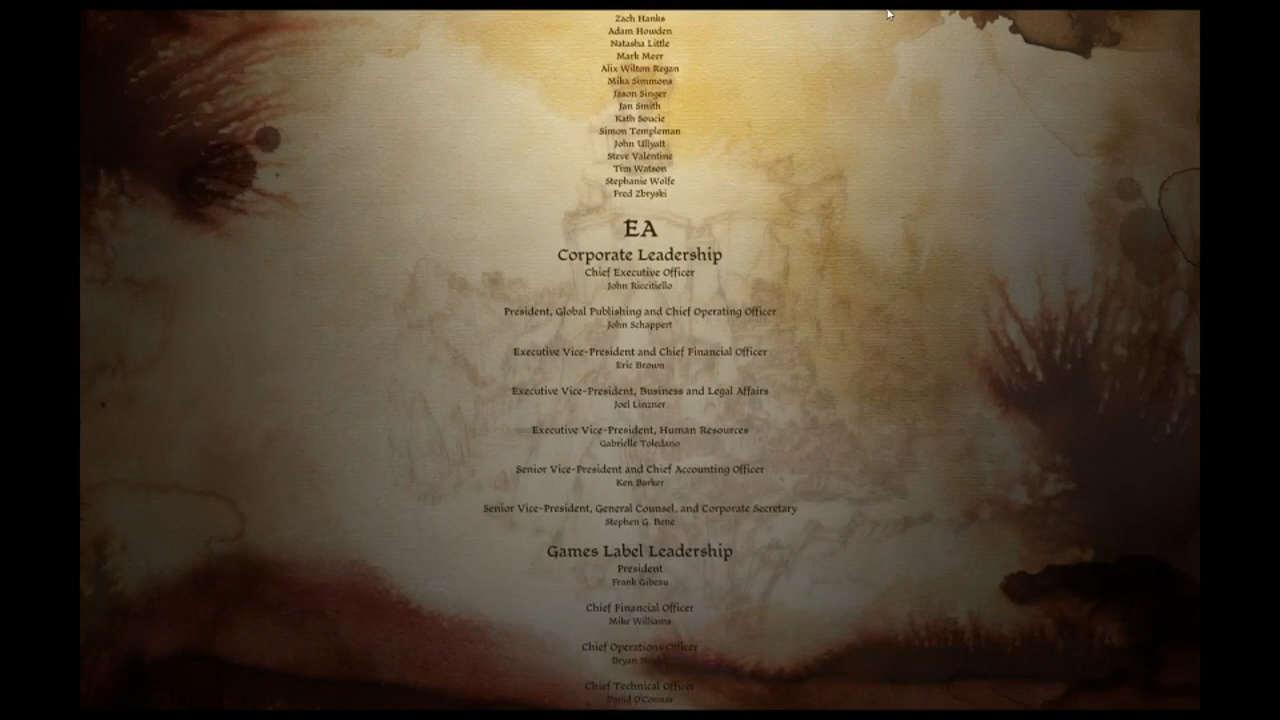 Zach Hanks
Adam Howden
Natasha Little
Mark Meer
Alix Wilton Regan
Mika Simmons
Jason Singer
Jan Smith
Kath Soucie
Simon Templeman
John Ullyatt
Steve Valentine
Tim Watson
Stephanie Wolfe
Fred Zbryski
EA
Corporate Leadership
Chief Executive Officer
John Riccitiello
President, Global Publishing and Chief Operating Officer
John Schappert
Executive Vice-President and Chief Financial Officer
Eric Brown
Executive Vice-President, Business and Legal Affairs
Joel Linzner
Executive Vice-President, Human Resources
Gabrielle Toledano
Senior Vice-President and Chief Accounting Officer
Ken Barker
Senior Vice-President, General Counsel, and Corporate Secretary
Stephen G. Bene
Games Label Leadership
President
Frank Gibeau
Chief Financial Officer
Mike Williams
Chief Operations Officer
Bryan
Chief Technical Officer
David O'Connor